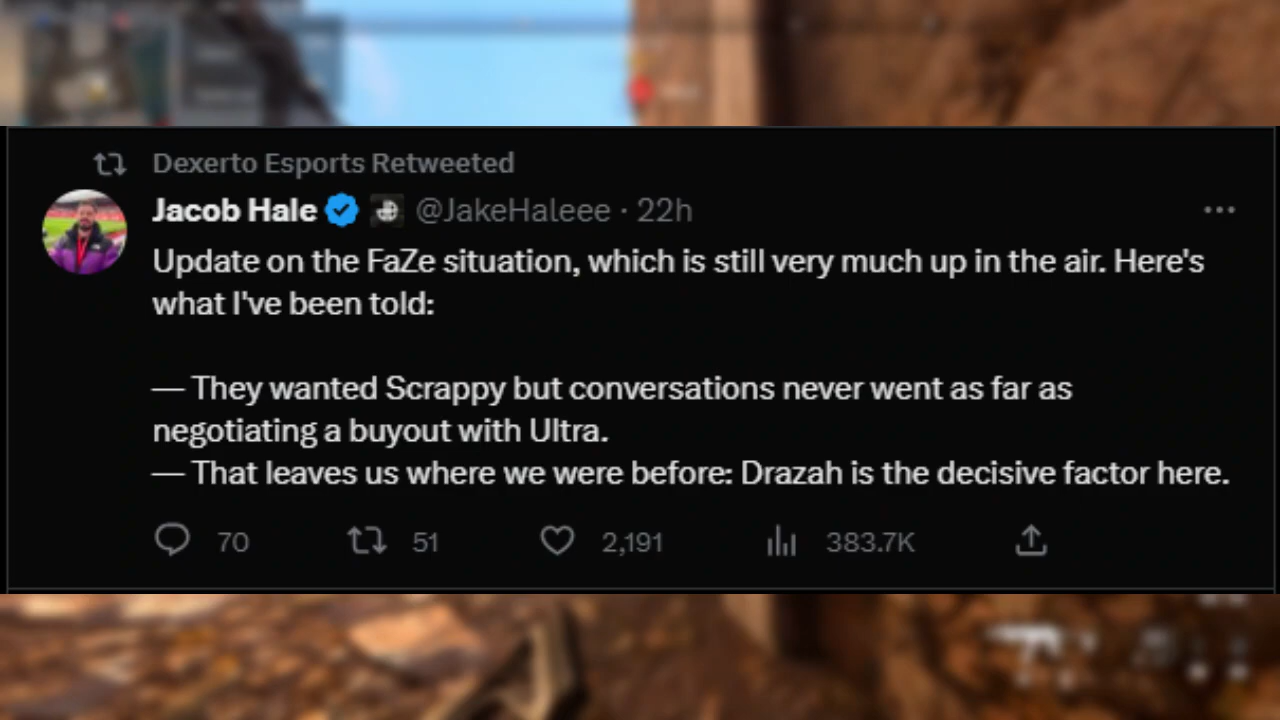 Dexerto Esports Retweeted
Jacob Hale @JakeHaleee · 22h
Update on the FaZe situation, which is still very much up in the air. Here's
what I've been told:
— They wanted Scrappy but conversations never went as far as
negotiating a buyout with Ultra.
— That leaves us where we were before: Drazah is the decisive factor here.
70 51 2,191 383.7K